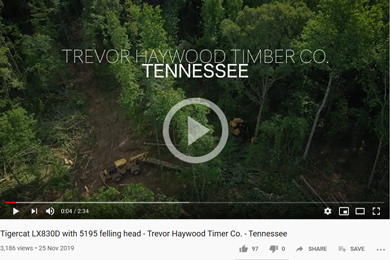 TREVOR HAYWOOD TIMBER CO.
TENNESSEE
0:04 / 2:34
Tigercat LX830D with 5195 felling head - Trevor Haywood Timer Co. - Tennessee
3,186 views • 25 Nov 2019
97
0
SHARE
SAVE